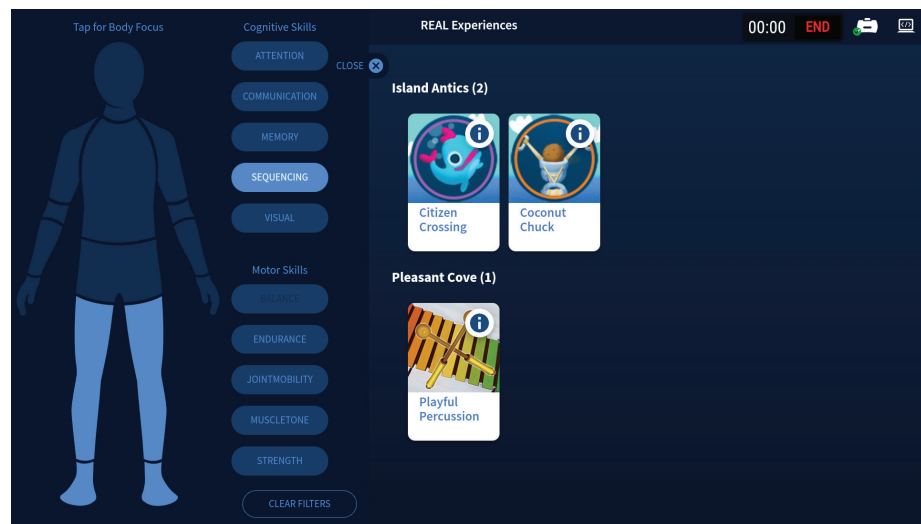 Tap for Body Focus
Cognitive Skills
ATTENTION
COMMUNICATION
MEMORY
SEQUENCING
VISUAL
Motor Skills
BALANCE
ENDURANCE
JOINTMOBILITY
MUSCLETONE
STRENGTH
CLEAR FILTERS
CLOSE
REAL Experiences
00:00 END
Island Antics (2)
Citizen
Crossing
Coconut
Chuck
Pleasant Cove (1)
Playful
Percussion